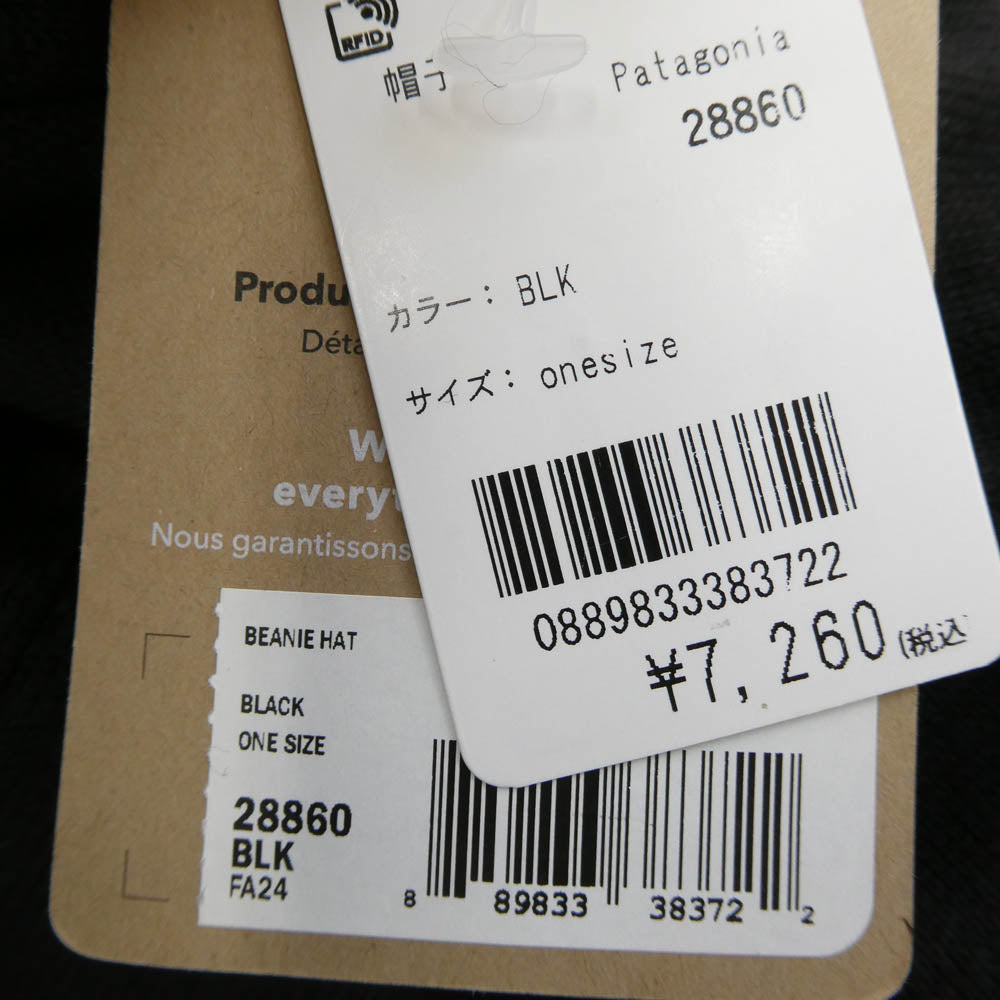 RFID
帽子
Patagonia
28860
カラー: BLK
サイズ: onesize
0889833383722
¥7,260(税込
Produ
Déta
W
everyt
Nous garantissons
BEANIE HAT
BLACK
ONE SIZE
28860
BLK
FA24
8 89833 38372 2